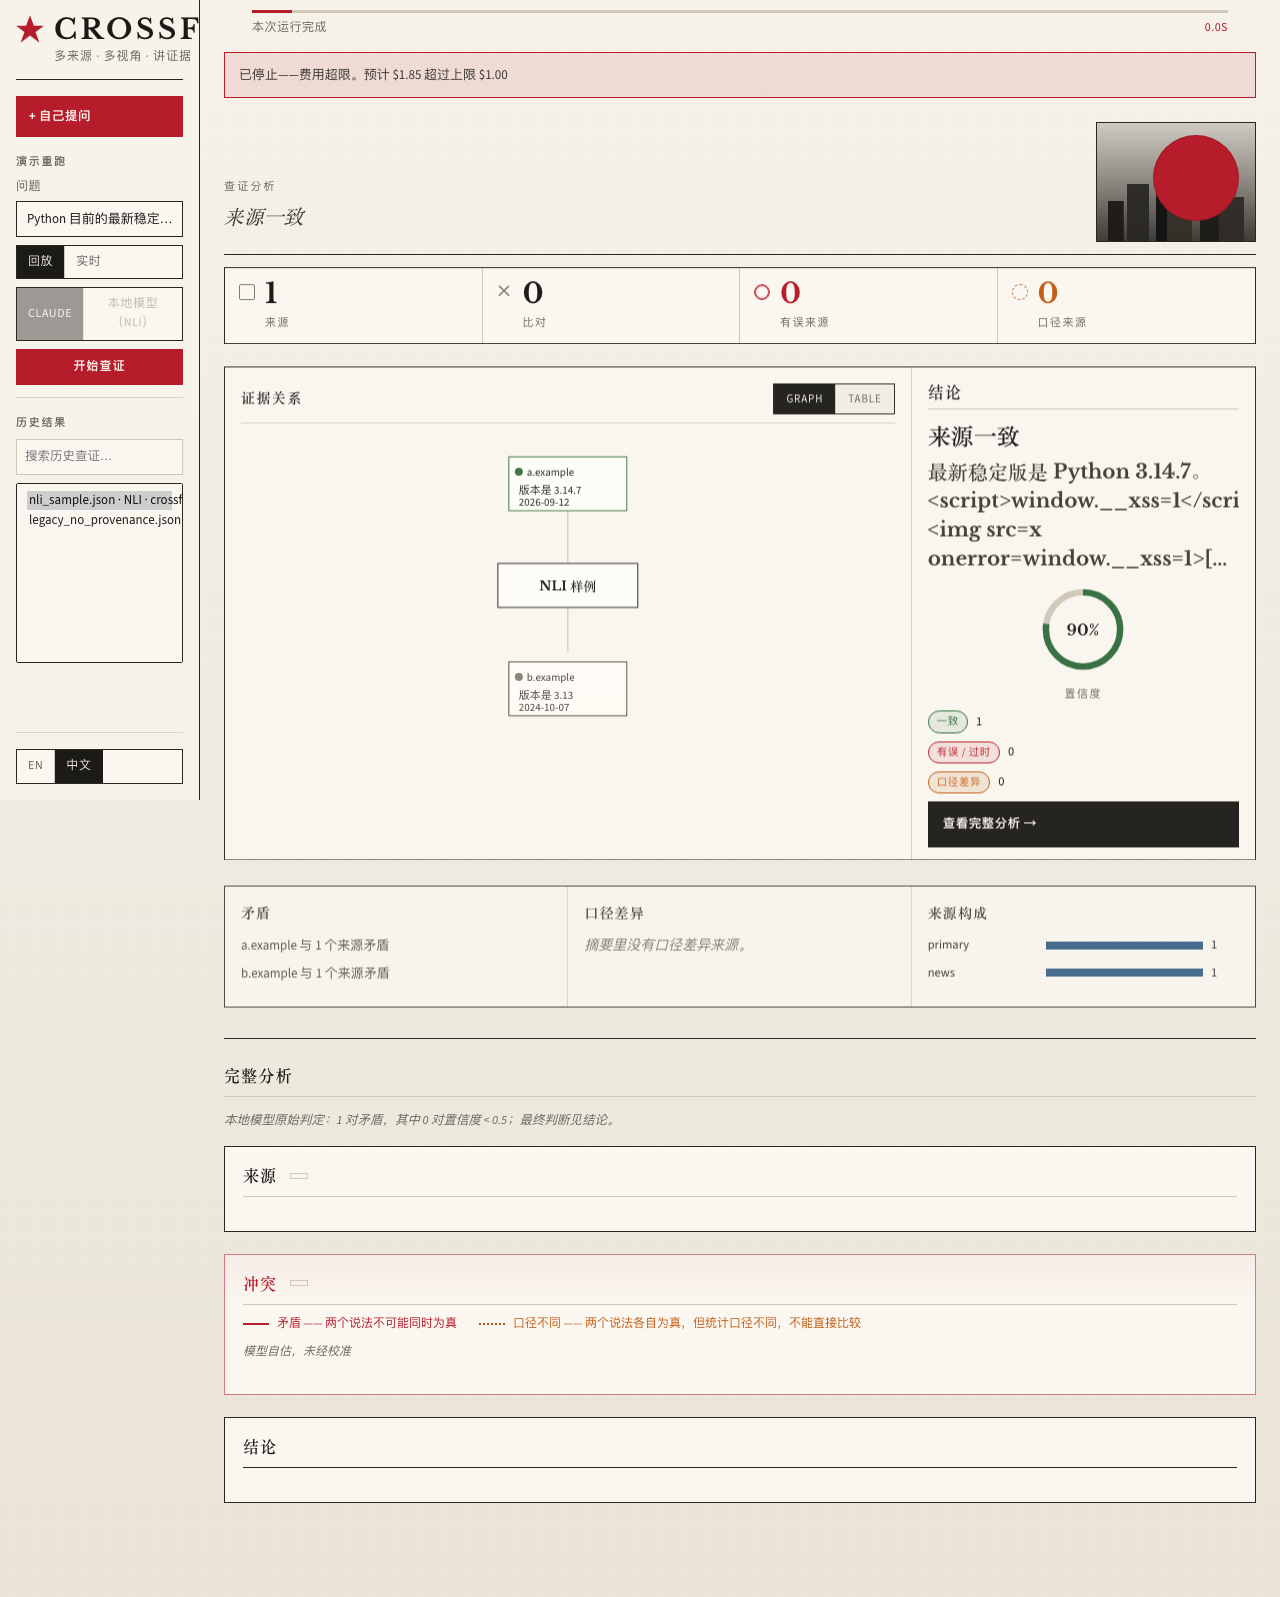 ★ CROSSF
多来源 · 多视角 · 讲证据
+ 自己提问
演示重跑
问题
Python 目前的最新稳定…
回放 实时
CLAUDE 本地模型
（NLI）
开始查证
历史结果
搜索历史查证…
nli_sample.json · NLI · crossf
legacy_no_provenance.json
EN 中文
本次运行完成 0.0S
已停止——费用超限。预计 $1.85 超过上限 $1.00
查证分析
来源一致
1
来源
× 0
比对
0
有误来源
0
口径来源
证据关系
GRAPH TABLE
a.example
版本是 3.14.7
2026-09-12
NLI 样例
b.example
版本是 3.13
2024-10-07
结论
来源一致
最新稳定版是 Python 3.14.7。
<script>window.__xss=1</scri
<img src=x
onerror=window.__xss=1>[…
90%
置信度
一致 1
有误 / 过时 0
口径差异 0
查看完整分析 →
矛盾
a.example 与 1 个来源矛盾
b.example 与 1 个来源矛盾
口径差异
摘要里没有口径差异来源。
来源构成
primary 1
news 1
完整分析
本地模型原始判定：1 对矛盾，其中 0 对置信度 < 0.5；最终判断见结论。
来源
冲突
矛盾 —— 两个说法不可能同时为真 口径不同 —— 两个说法各自为真，但统计口径不同，不能直接比较
模型自估，未经校准
结论